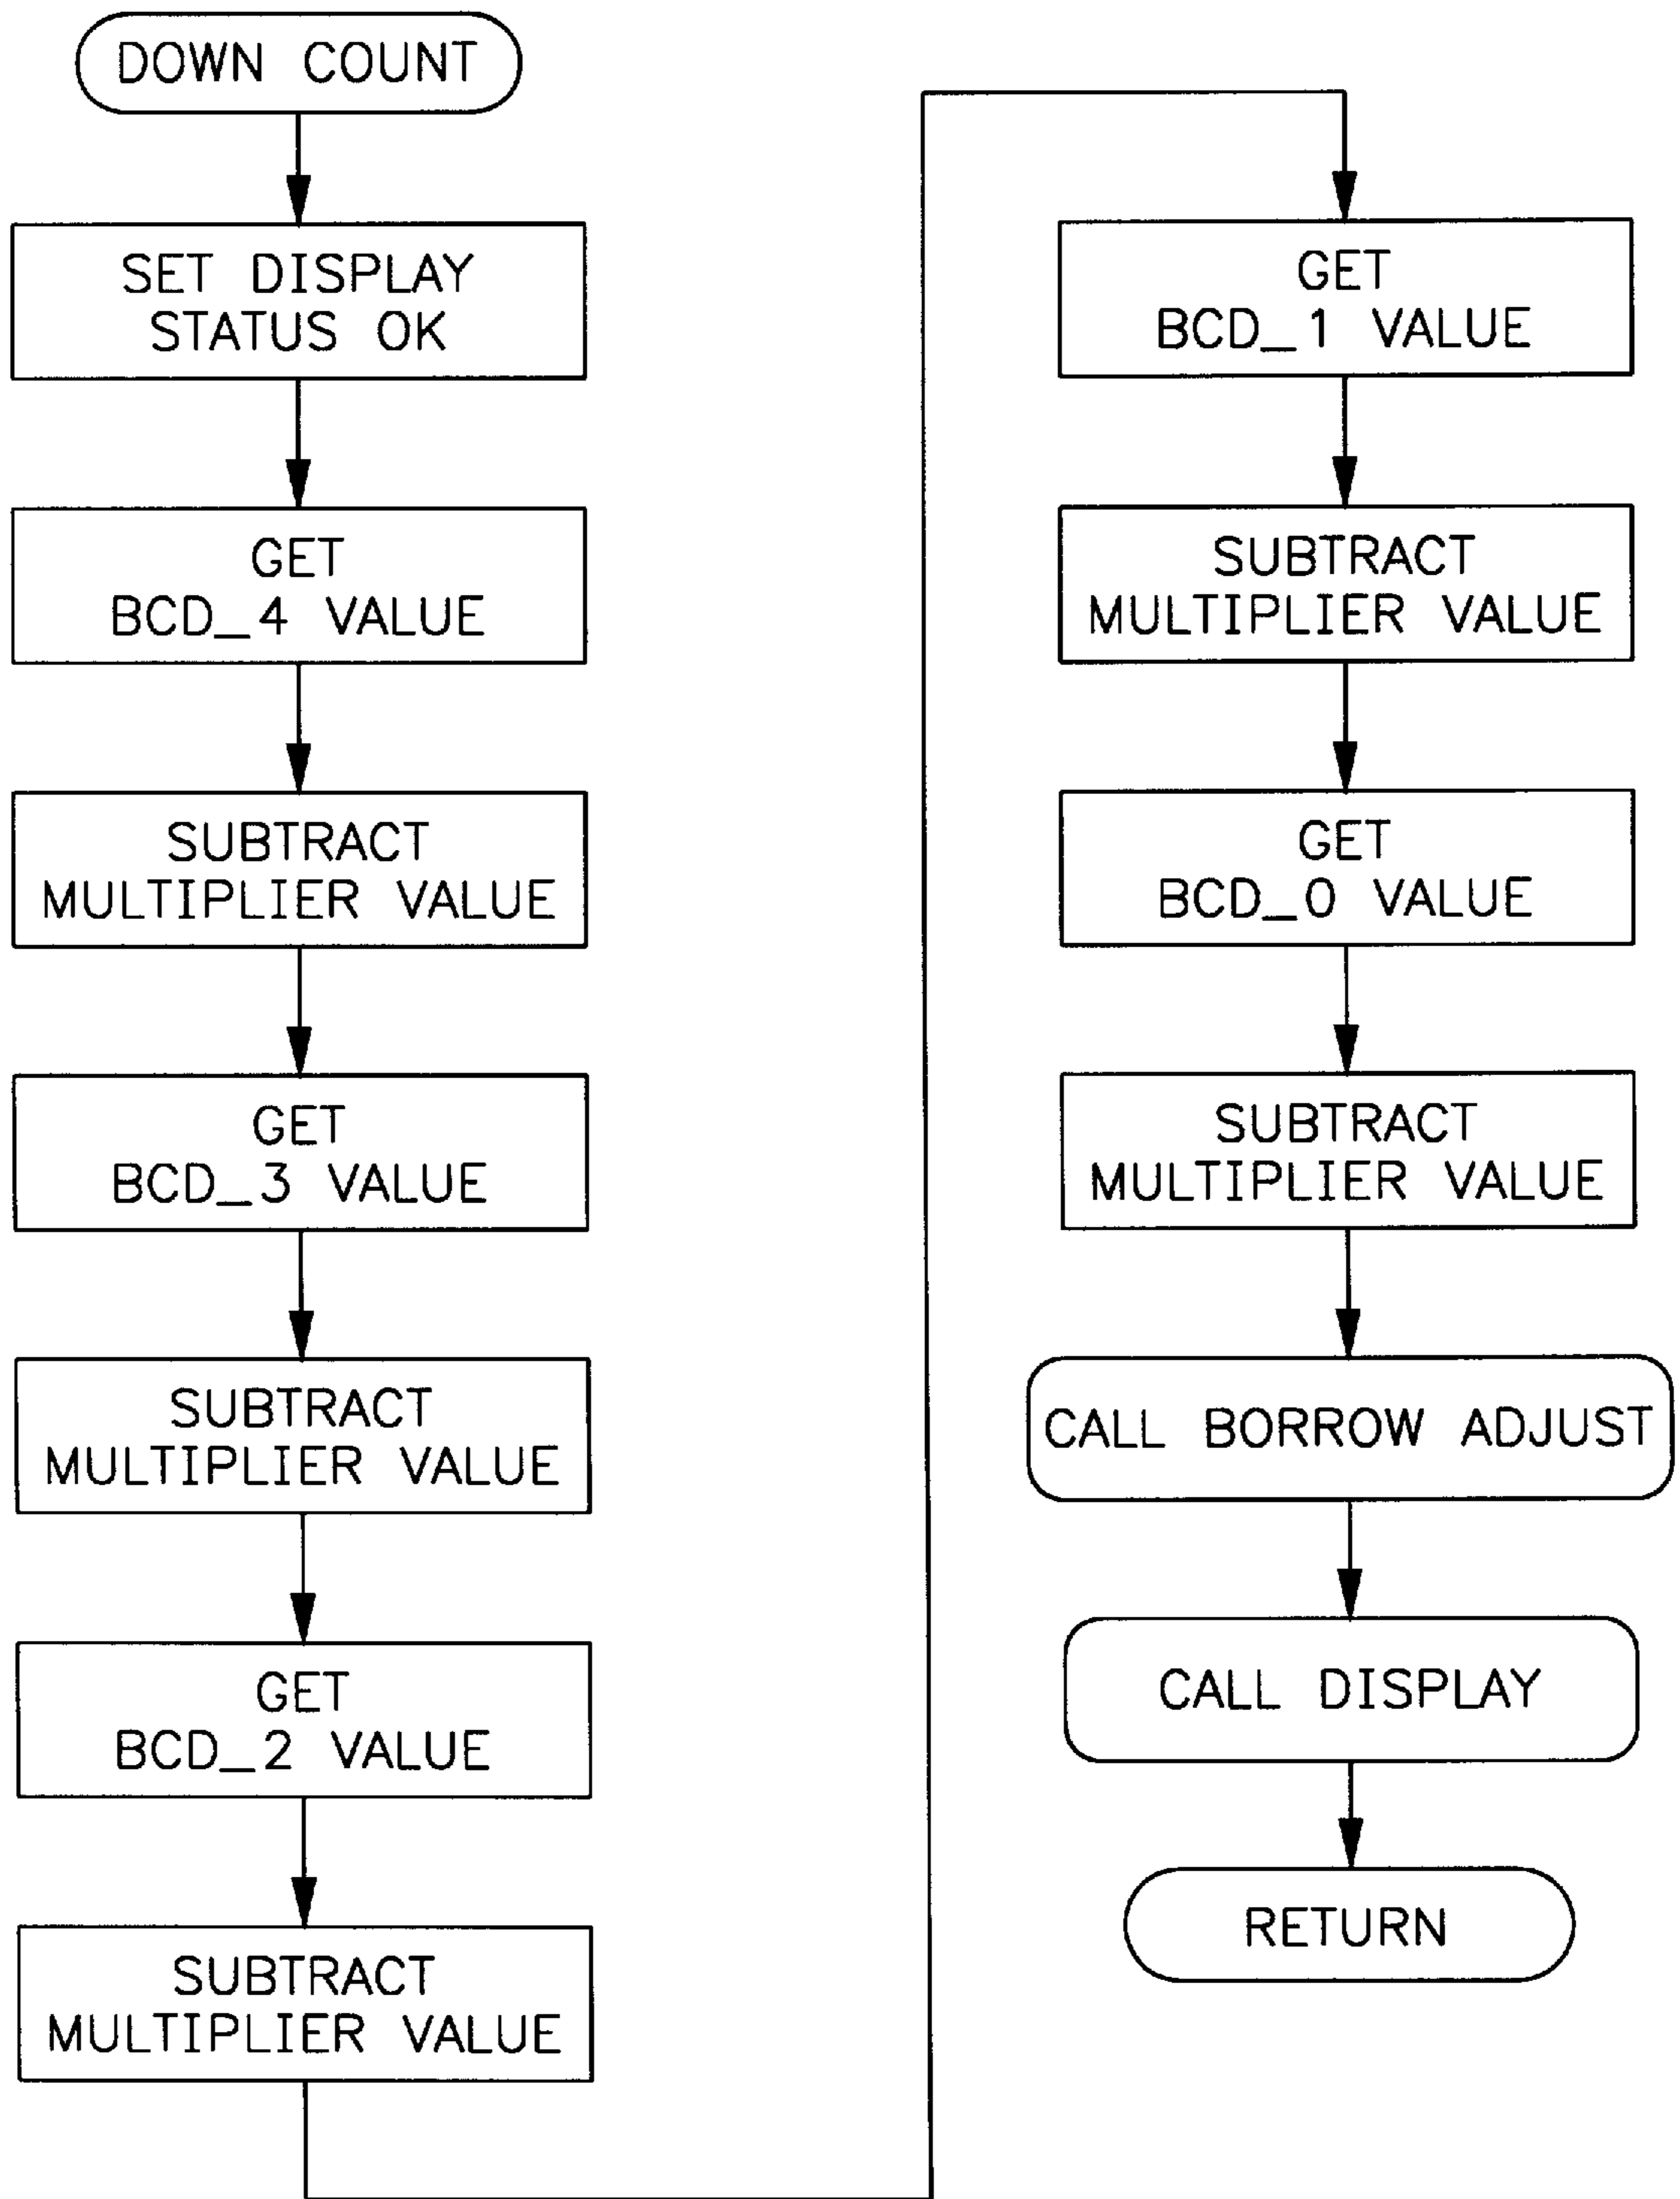 DOWN COUNT
SET DISPLAY
STATUS OK
GET
BCD_4 VALUE
SUBTRACT
MULTIPLIER VALUE
GET
BCD_3 VALUE
SUBTRACT
MULTIPLIER VALUE
GET
BCD_2 VALUE
SUBTRACT
MULTIPLIER VALUE
GET
BCD_1 VALUE
SUBTRACT
MULTIPLIER VALUE
GET
BCD_0 VALUE
SUBTRACT
MULTIPLIER VALUE
CALL BORROW ADJUST
CALL DISPLAY
RETURN